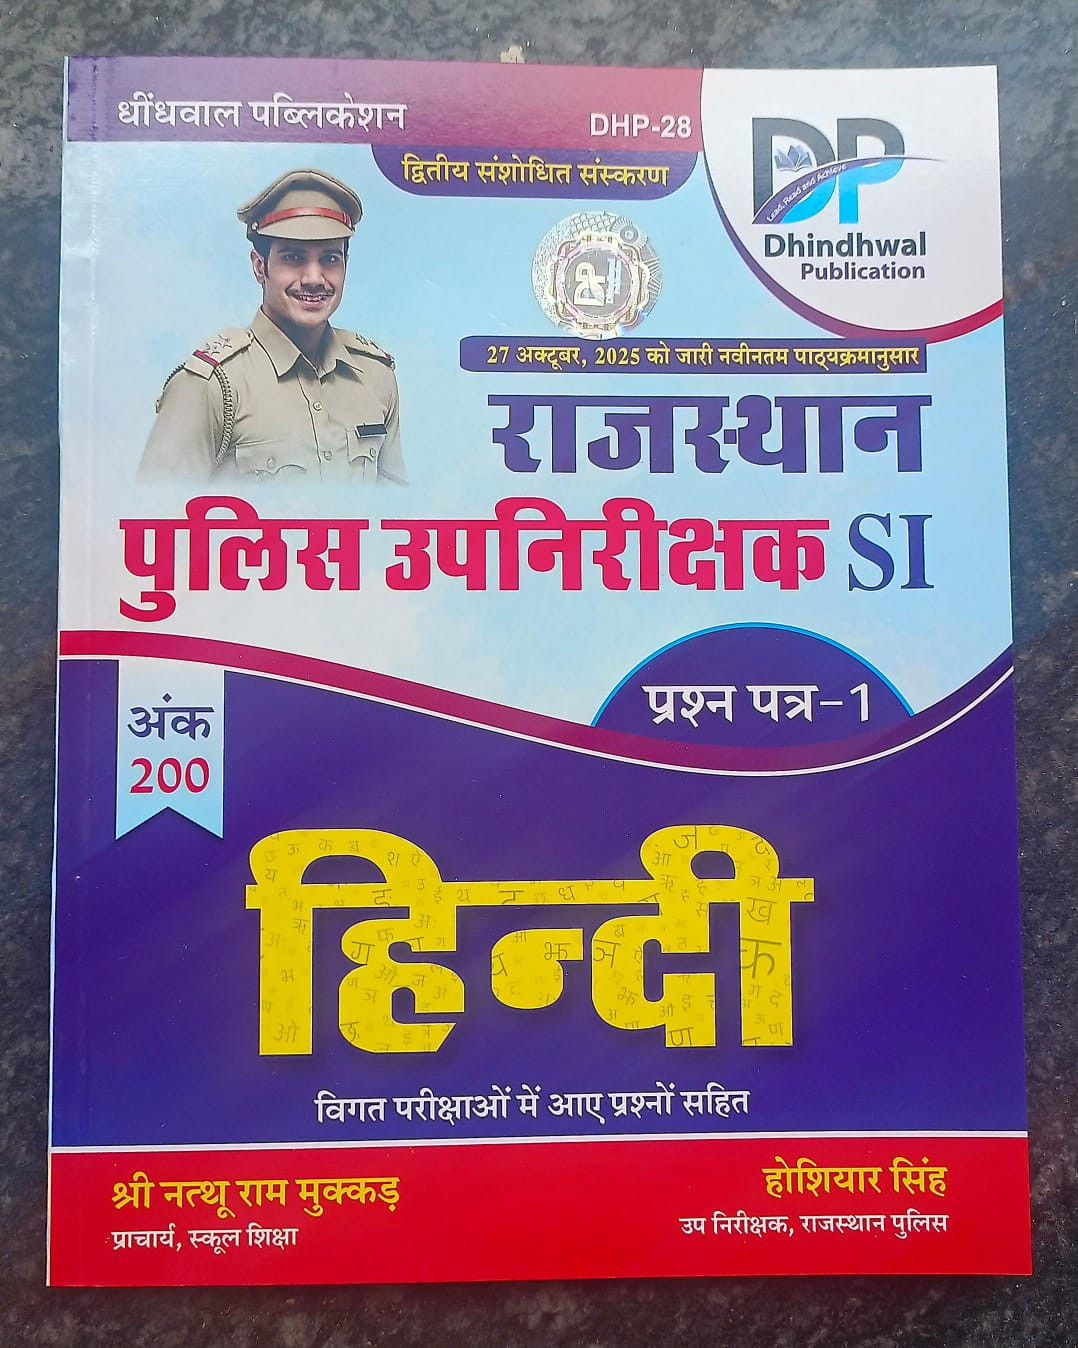 धींधवाल पब्लिकेशन
DHP-28
द्वितीय संशोधित संस्करण
DP
Lead, Read and Achieve
Dhindhwal
Publication
DP
27 अक्टूबर, 2025 को जारी नवीनतम पाठ्यक्रमानुसार
राजस्थान
पुलिस उपनिरीक्षक SI
प्रश्न पत्र-1
अंक
200
हिन्दी
विगत परीक्षाओं में आए प्रश्नों सहित
श्री नत्थू राम मुक्कड़
प्राचार्य, स्कूल शिक्षा
होशियार सिंह
उप निरीक्षक, राजस्थान पुलिस